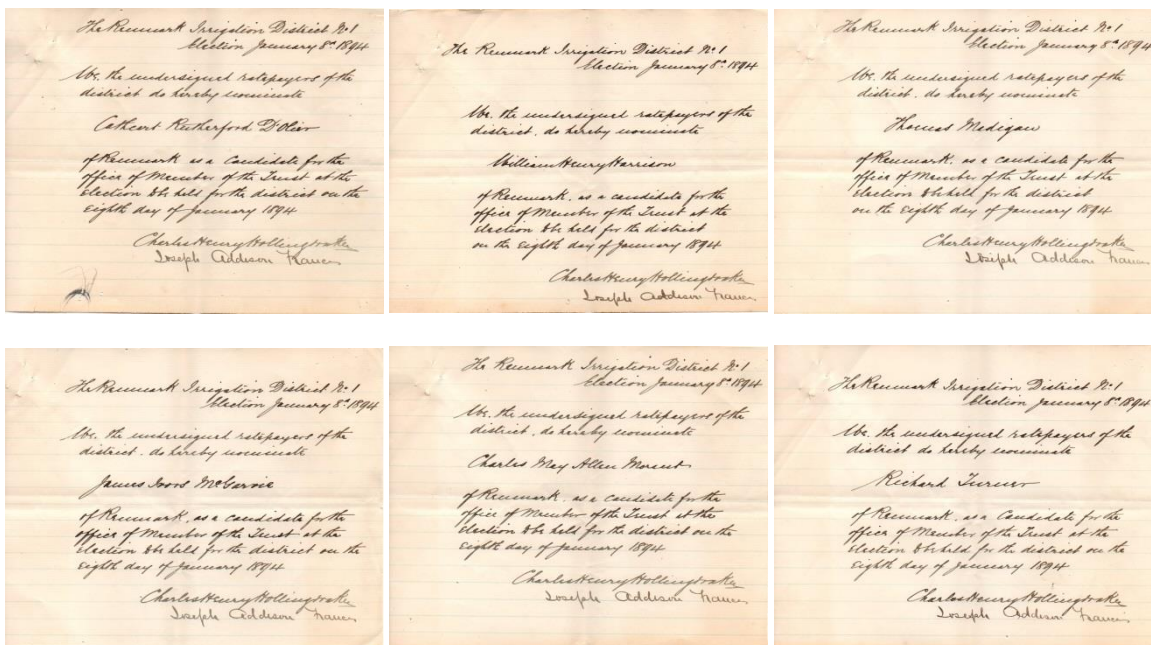 The Renmark Irrigation District No 1
Election January 8th 1894
We, the undersigned ratepayers of the
district, do hereby nominate
Cathcart Rutherford D'Olier
of Renmark as a candidate for the
office of Member of the Trust at the
Election to be held for the district on the
Eighth day of January 1894
Charles Henry Hollingdrake
Joseph Addison Francis
The Renmark Irrigation District No 1
Election January 8th 1894
We, the undersigned ratepayers of the
district, do hereby nominate
William Henry Harrison
of Renmark, as a candidate for the
office of Member of the Trust at the
Election to be held for the district
on the Eighth day of January 1894
Charles Henry Hollingdrake
Joseph Addison Francis
The Renmark Irrigation District No 1
Election January 8th 1894
We, the undersigned ratepayers of the
district, do hereby nominate
Thomas Madigan
of Renmark, as a candidate for the
office of Member of the Trust at the
Election to be held for the district
on the Eighth day of January 1894
Charles Henry Hollingdrake
Joseph Addison Francis
The Renmark Irrigation District No 1
Election January 8th 1894
We, the undersigned ratepayers of the
district, do hereby nominate
James McGarvie
of Renmark, as a candidate for the
office of Member of the Trust at the
Election to be held for the district on the
Eighth day of January 1894
Charles Henry Hollingdrake
Joseph Addison Francis
The Renmark Irrigation District No 1
Election January 8th 1894
We, the undersigned ratepayers of the
district, do hereby nominate
Charles May Allen
of Renmark, as a candidate for the
office of Member of the Trust at the
Election to be held for the district on the
Eighth day of January 1894
Charles Henry Hollingdrake
Joseph Addison Francis
The Renmark Irrigation District No 1
Election January 8th 1894
We, the undersigned ratepayers of the
district do hereby nominate
Richard Turner
of Renmark, as a Candidate for the
office of Member of the Trust at the
Election to be held for the district on the
Eighth day of January 1894
Charles Henry Hollingdrake
Joseph Addison Francis